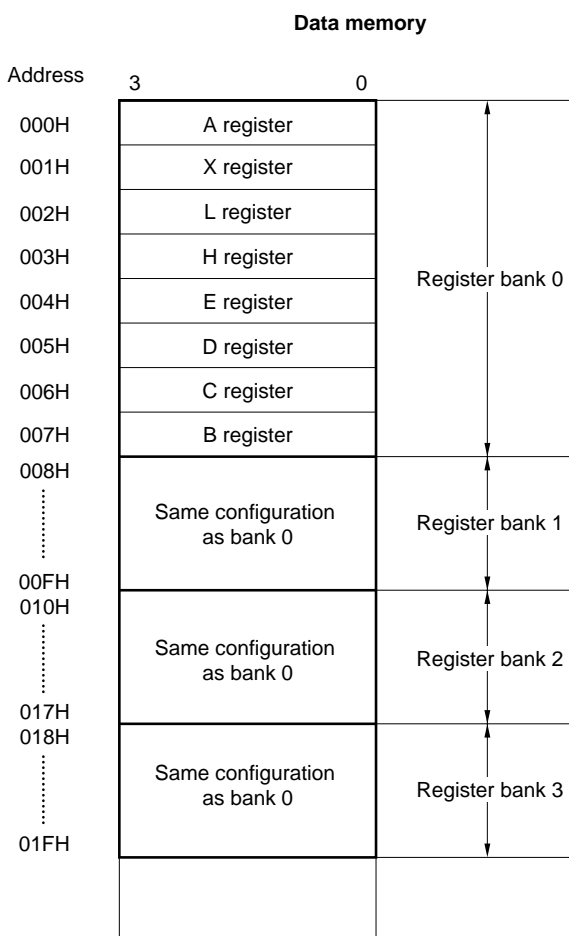 Data memory
Address
3 0
000H A register
001H X register
002H L register
003H H register
Register bank 0
004H E register
005H D register
006H C register
007H B register
008H
Same configuration
as bank 0
Register bank 1
00FH
010H
Same configuration
as bank 0
Register bank 2
017H
018H
Same configuration
as bank 0
Register bank 3
01FH